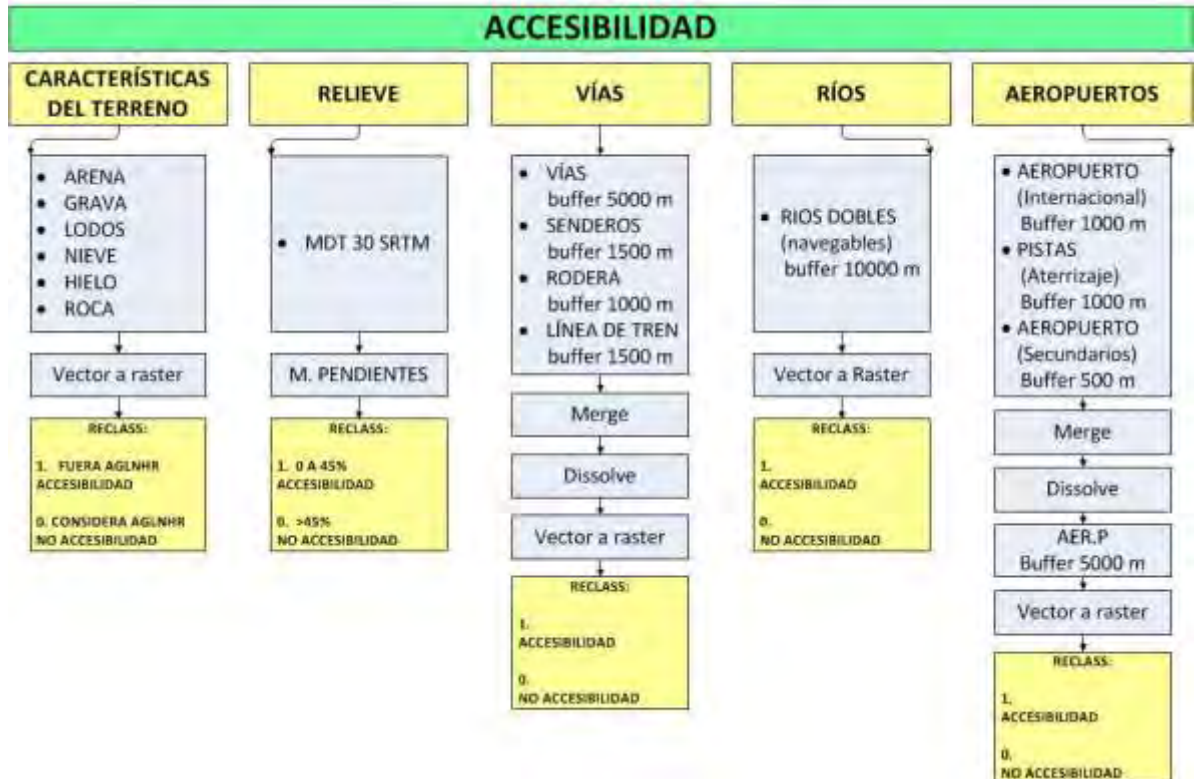 ACCESIBILIDAD
CARACTERÍSTICAS
DEL TERRENO
• ARENA
• GRAVA
• LODOS
• NIEVE
• HIELO
• ROCA
Vector a raster
RECLASS:
1. FUERA AGLNHR
ACCESIBILIDAD
0. CONSIDERA AGLNHR
NO ACCESIBILIDAD
RELIEVE
• MDT 30 SRTM
M. PENDIENTES
RECLASS:
1. 0 A 45%
ACCESIBILIDAD
0. >45%
NO ACCESIBILIDAD
VÍAS
• VÍAS
buffer 5000 m
• SENDEROS
buffer 1500 m
• RODERA
buffer 1000 m
• LÍNEA DE TREN
buffer 1500 m
Merge
Dissolve
Vector a raster
RECLASS:
1.
ACCESIBILIDAD
0.
NO ACCESIBILIDAD
RÍOS
• RIOS DOBLES
(navegables)
buffer 10000 m
Vector a Raster
RECLASS:
1.
ACCESIBILIDAD
0.
NO ACCESIBILIDAD
AEROPUERTOS
• AEROPUERTO
(Internacional)
Buffer 1000 m
• PISTAS
(Aterrizaje)
Buffer 1000 m
• AEROPUERTO
(Secundarios)
Buffer 500 m
Merge
Dissolve
AER.P
Buffer 5000 m
Vector a raster
RECLASS:
1.
ACCESIBILIDAD
0.
NO ACCESIBILIDAD